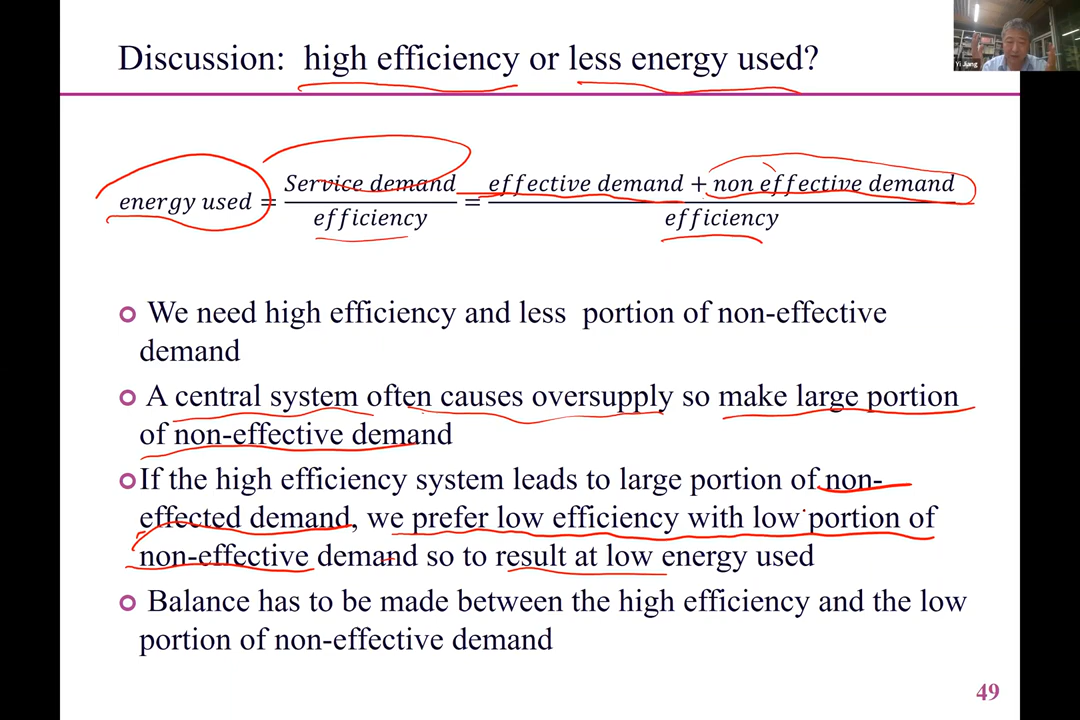 Discussion: high efficiency or less energy used?
Yi Jiang
energy used = Service demand / efficiency = effective demand + non effective demand / efficiency
We need high efficiency and less portion of non-effective
demand
A central system often causes oversupply so make large portion
of non-effective demand
If the high efficiency system leads to large portion of non-
effected demand, we prefer low efficiency with low portion of
non-effective demand so to result at low energy used
Balance has to be made between the high efficiency and the low
portion of non-effective demand
49